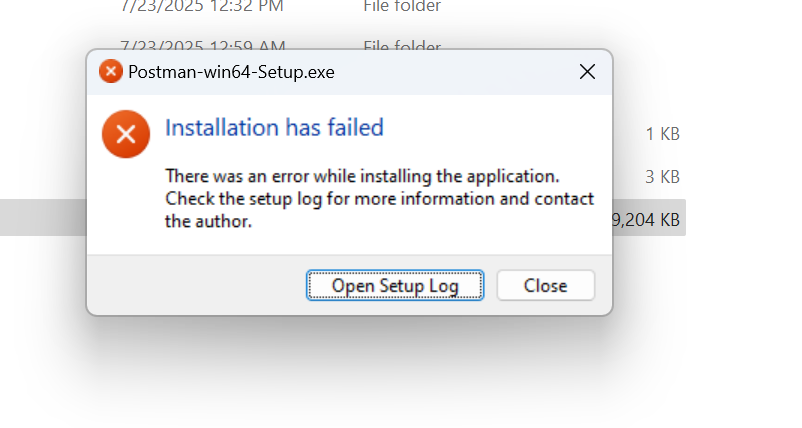 7/23/2025 12:32 PM File folder
7/23/2025 12:59 AM File folder
Postman-win64-Setup.exe
Installation has failed
1 KB
There was an error while installing the application.
3 KB
Check the setup log for more information and contact
the author.
9,204 KB
Open Setup Log Close